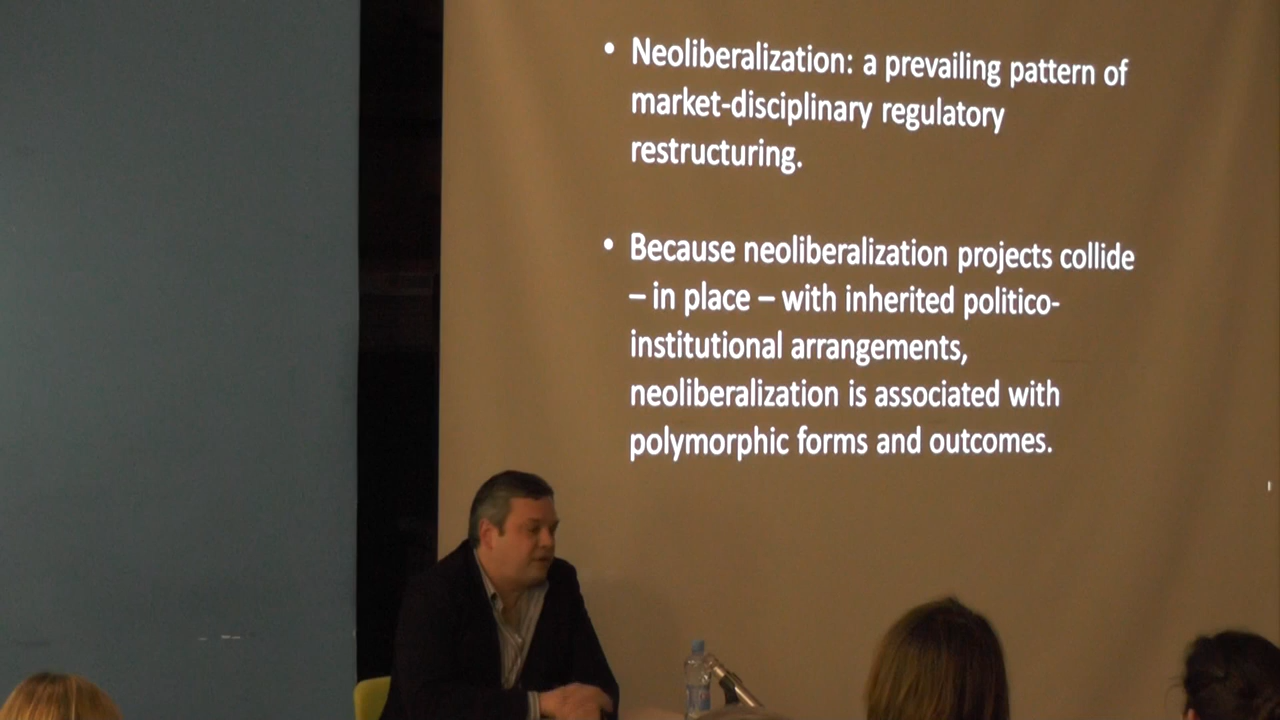 • Neoliberalization: a prevailing pattern of
market-disciplinary regulatory
restructuring.
• Because neoliberalization projects collide
– in place – with inherited politico-
institutional arrangements,
neoliberalization is associated with
polymorphic forms and outcomes.